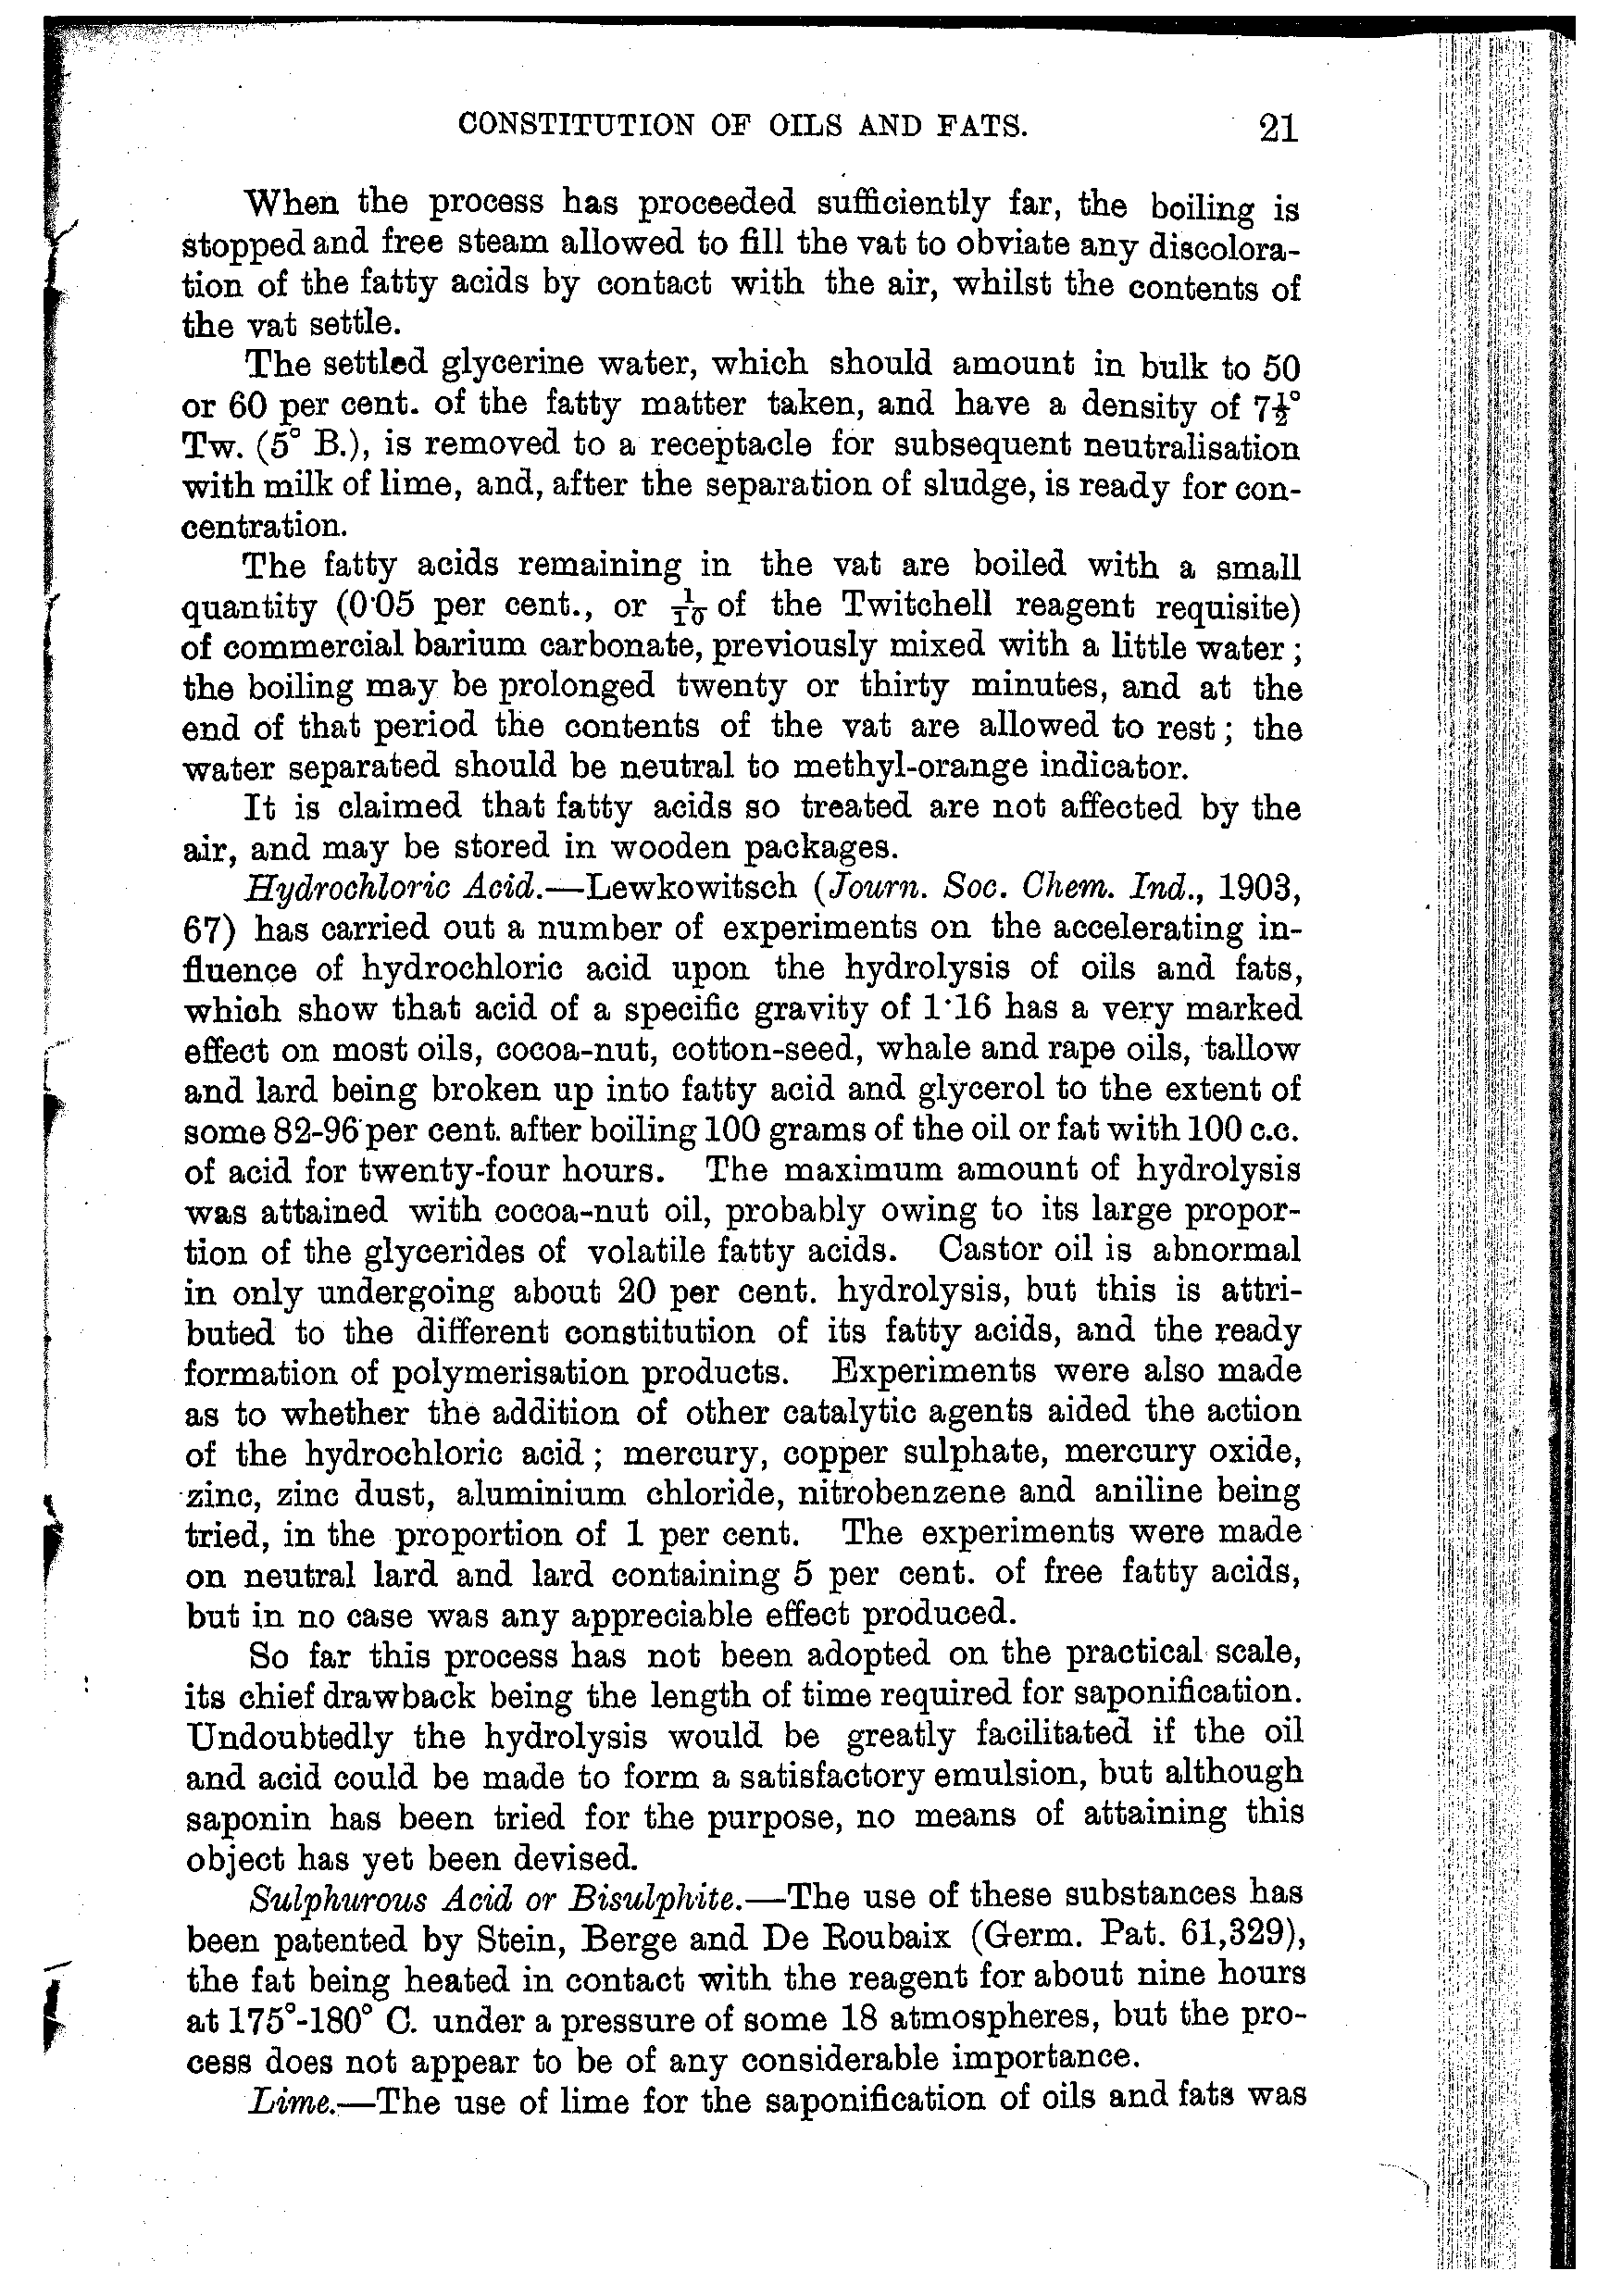 CONSTITUTION OF OILS AND FATS. 21
When the process has proceeded sufficiently far, the boiling is
stopped and free steam allowed to fill the vat to obviate any discolora-
tion of the fatty acids by contact with the air, whilst the contents of
the vat settle.
The settled glycerine water, which should amount in bulk to 50
or 60 per cent. of the fatty matter taken, and have a density of 7½°
Tw. (5° B.), is removed to a receptacle for subsequent neutralisation
with milk of lime, and, after the separation of sludge, is ready for con-
centration.
The fatty acids remaining in the vat are boiled with a small
quantity (0·05 per cent., or 1/10 of the Twitchell reagent requisite)
of commercial barium carbonate, previously mixed with a little water;
the boiling may be prolonged twenty or thirty minutes, and at the
end of that period the contents of the vat are allowed to rest; the
water separated should be neutral to methyl-orange indicator.
It is claimed that fatty acids so treated are not affected by the
air, and may be stored in wooden packages.
Hydrochloric Acid.—Lewkowitsch (Journ. Soc. Chem. Ind., 1903,
67) has carried out a number of experiments on the accelerating in-
fluence of hydrochloric acid upon the hydrolysis of oils and fats,
which show that acid of a specific gravity of 1·16 has a very marked
effect on most oils, cocoa-nut, cotton-seed, whale and rape oils, tallow
and lard being broken up into fatty acid and glycerol to the extent of
some 82-96 per cent. after boiling 100 grams of the oil or fat with 100 c.c.
of acid for twenty-four hours. The maximum amount of hydrolysis
was attained with cocoa-nut oil, probably owing to its large propor-
tion of the glycerides of volatile fatty acids. Castor oil is abnormal
in only undergoing about 20 per cent. hydrolysis, but this is attri-
buted to the different constitution of its fatty acids, and the ready
formation of polymerisation products. Experiments were also made
as to whether the addition of other catalytic agents aided the action
of the hydrochloric acid; mercury, copper sulphate, mercury oxide,
zinc, zinc dust, aluminium chloride, nitrobenzene and aniline being
tried, in the proportion of 1 per cent. The experiments were made
on neutral lard and lard containing 5 per cent. of free fatty acids,
but in no case was any appreciable effect produced.
So far this process has not been adopted on the practical scale,
its chief drawback being the length of time required for saponification.
Undoubtedly the hydrolysis would be greatly facilitated if the oil
and acid could be made to form a satisfactory emulsion, but although
saponin has been tried for the purpose, no means of attaining this
object has yet been devised.
Sulphurous Acid or Bisulphite.—The use of these substances has
been patented by Stein, Berge and De Roubaix (Germ. Pat. 61,329),
the fat being heated in contact with the reagent for about nine hours
at 175°-180° C. under a pressure of some 18 atmospheres, but the pro-
cess does not appear to be of any considerable importance.
Lime.—The use of lime for the saponification of oils and fats was